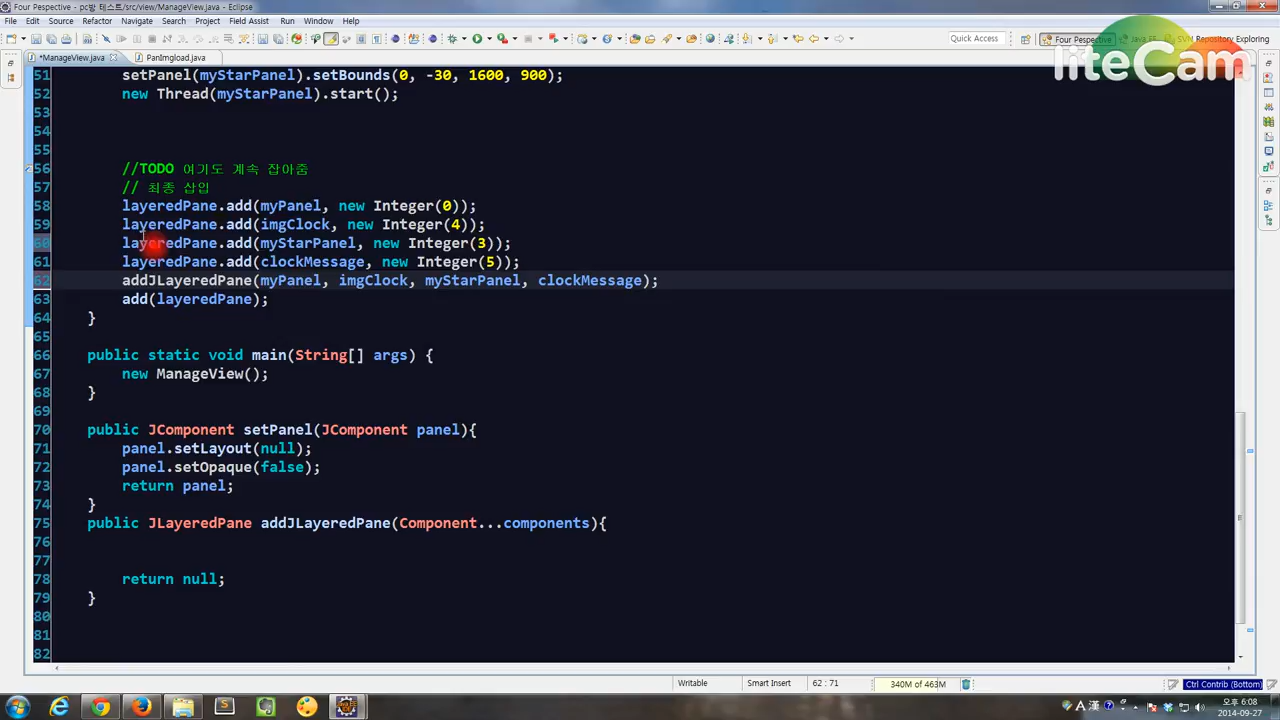 Four Perspective - pc방 테스트/src/view/ManageView.java - Eclipse
File Edit Source Refactor Navigate Search Project Field Assist Run Window Help
Quick Access
Four Perspective Java EE SVN Repository Exploring
liteCam
*ManageView.java PanImgload.java
51 setPanel(myStarPanel).setBounds(0, -30, 1600, 900);
52 new Thread(myStarPanel).start();
53
54
55
56 //TODO 여기도 계속 잡아줌
57 // 최종 삽입
58 layeredPane.add(myPanel, new Integer(0));
59 layeredPane.add(imgClock, new Integer(4));
60 layeredPane.add(myStarPanel, new Integer(3));
61 layeredPane.add(clockMessage, new Integer(5));
62 addJLayeredPane(myPanel, imgClock, myStarPanel, clockMessage);
63 add(layeredPane);
64 }
65
66 public static void main(String[] args) {
67 new ManageView();
68 }
69
70 public JComponent setPanel(JComponent panel){
71 panel.setLayout(null);
72 panel.setOpaque(false);
73 return panel;
74 }
75 public JLayeredPane addJLayeredPane(Component...components){
76
77
78 return null;
79 }
80
81
82
Writable Smart Insert 62 : 71 340M of 463M Ctrl Contrib (Bottom)
A 漢 오후 6:08
2014-09-27